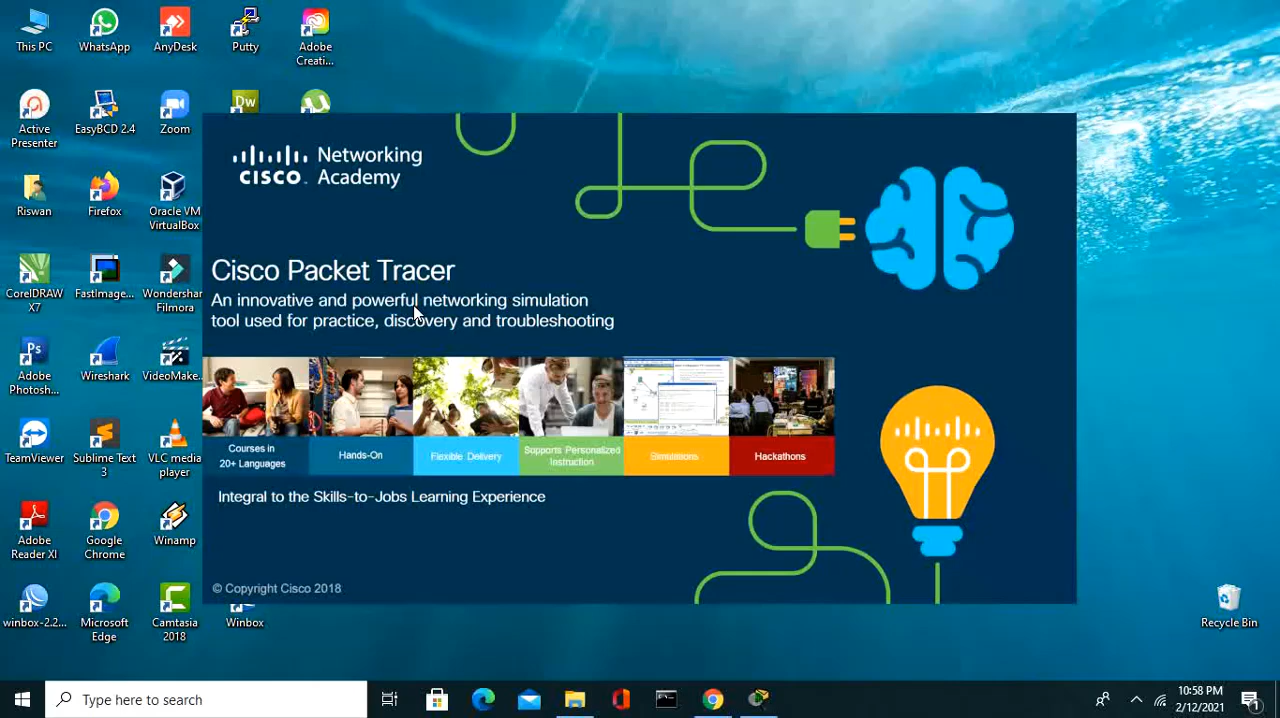 This PC
WhatsApp
AnyDesk
Putty
Adobe
Creati...
Active
Presenter
EasyBCD 2.4
Zoom
Dw
Riswan
Firefox
Oracle VM
VirtualBox
CorelDRAW
X7
FastImage...
Wondershar
Filmora
Ps
Adobe
Photosh...
Wireshark
VideoMake...
TeamViewer
Sublime Text
3
VLC media
player
Adobe
Reader XI
Google
Chrome
Winamp
winbox-2.2...
Microsoft
Edge
Camtasia
2018
Winbox
Recycle Bin
CISCO
Networking
Academy
Cisco Packet Tracer
An innovative and powerful networking simulation
tool used for practice, discovery and troubleshooting
Courses in
20+ Languages
Hands-On
Flexible Delivery
Supports Personalized
Instruction
Simulations
Hackathons
Integral to the Skills-to-Jobs Learning Experience
© Copyright Cisco 2018
Type here to search
10:58 PM
2/12/2021
1